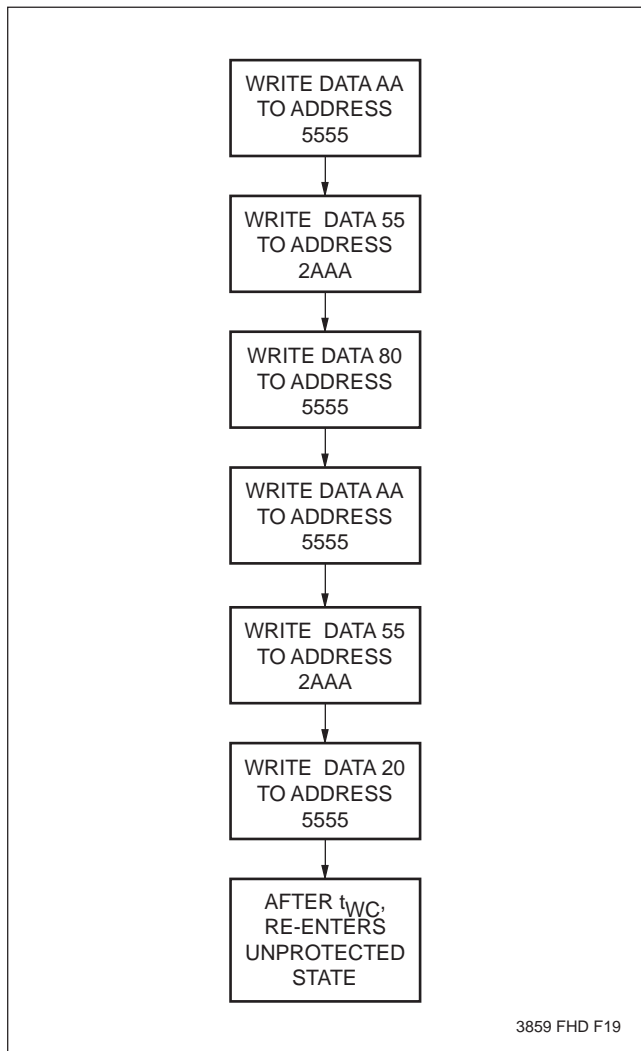 WRITE DATA AA
TO ADDRESS
5555
WRITE DATA 55
TO ADDRESS
2AAA
WRITE DATA 80
TO ADDRESS
5555
WRITE DATA AA
TO ADDRESS
5555
WRITE DATA 55
TO ADDRESS
2AAA
WRITE DATA 20
TO ADDRESS
5555
AFTER tWC,
RE-ENTERS
UNPROTECTED
STATE
3859 FHD F19